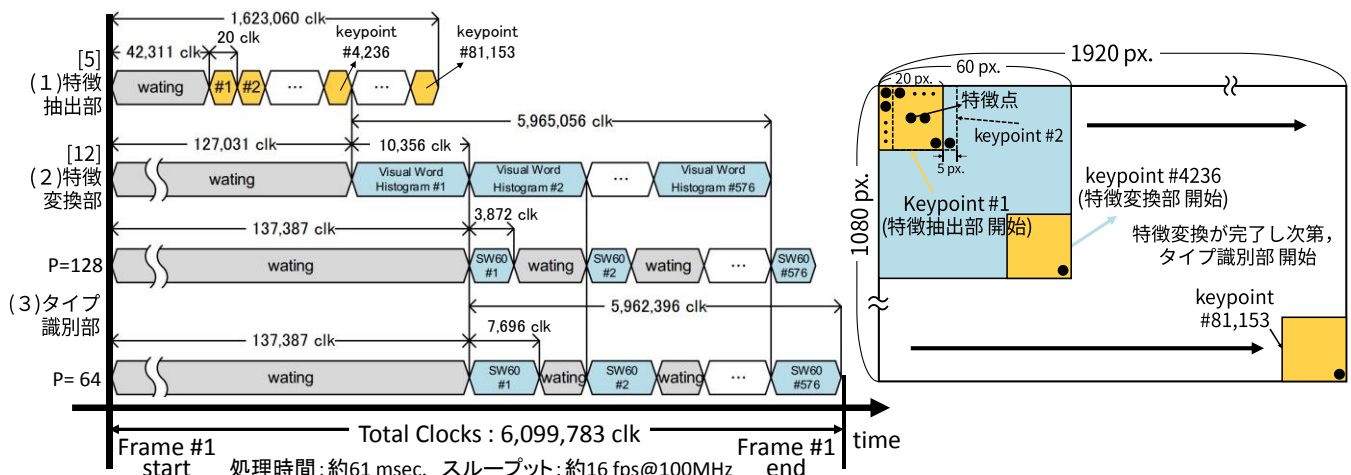 1,623,060 clk
keypoint
#4,236
keypoint
#81,153
[5]
(1)特徴
抽出部
42,311 clk
20 clk
wating
#1
#2
…
…
5,965,056 clk
[12]
(2)特徴
変換部
127,031 clk
10,356 clk
wating
Visual Word
Histogram #1
Visual Word
Histogram #2
…
Visual Word
Histogram #576
137,387 clk
3,872 clk
P=128
wating
SW60
#1
wating
SW60
#2
wating
…
SW60
#576
(3)タイプ
識別部
5,962,396 clk
137,387 clk
7,696 clk
P= 64
wating
SW60
#1
wating
SW60
#2
wating
…
SW60
#576
Total Clocks : 6,099,783 clk
time
Frame #1
start
Frame #1
end
処理時間:約61 msec. スループット:約16 fps@100MHz
1920 px.
60 px.
20 px.
特徴点
keypoint #2
5 px.
1080 px.
Keypoint #1
(特徴抽出部 開始)
keypoint #4236
(特徴変換部 開始)
特徴変換が完了し次第,
タイプ識別部 開始
keypoint
#81,153